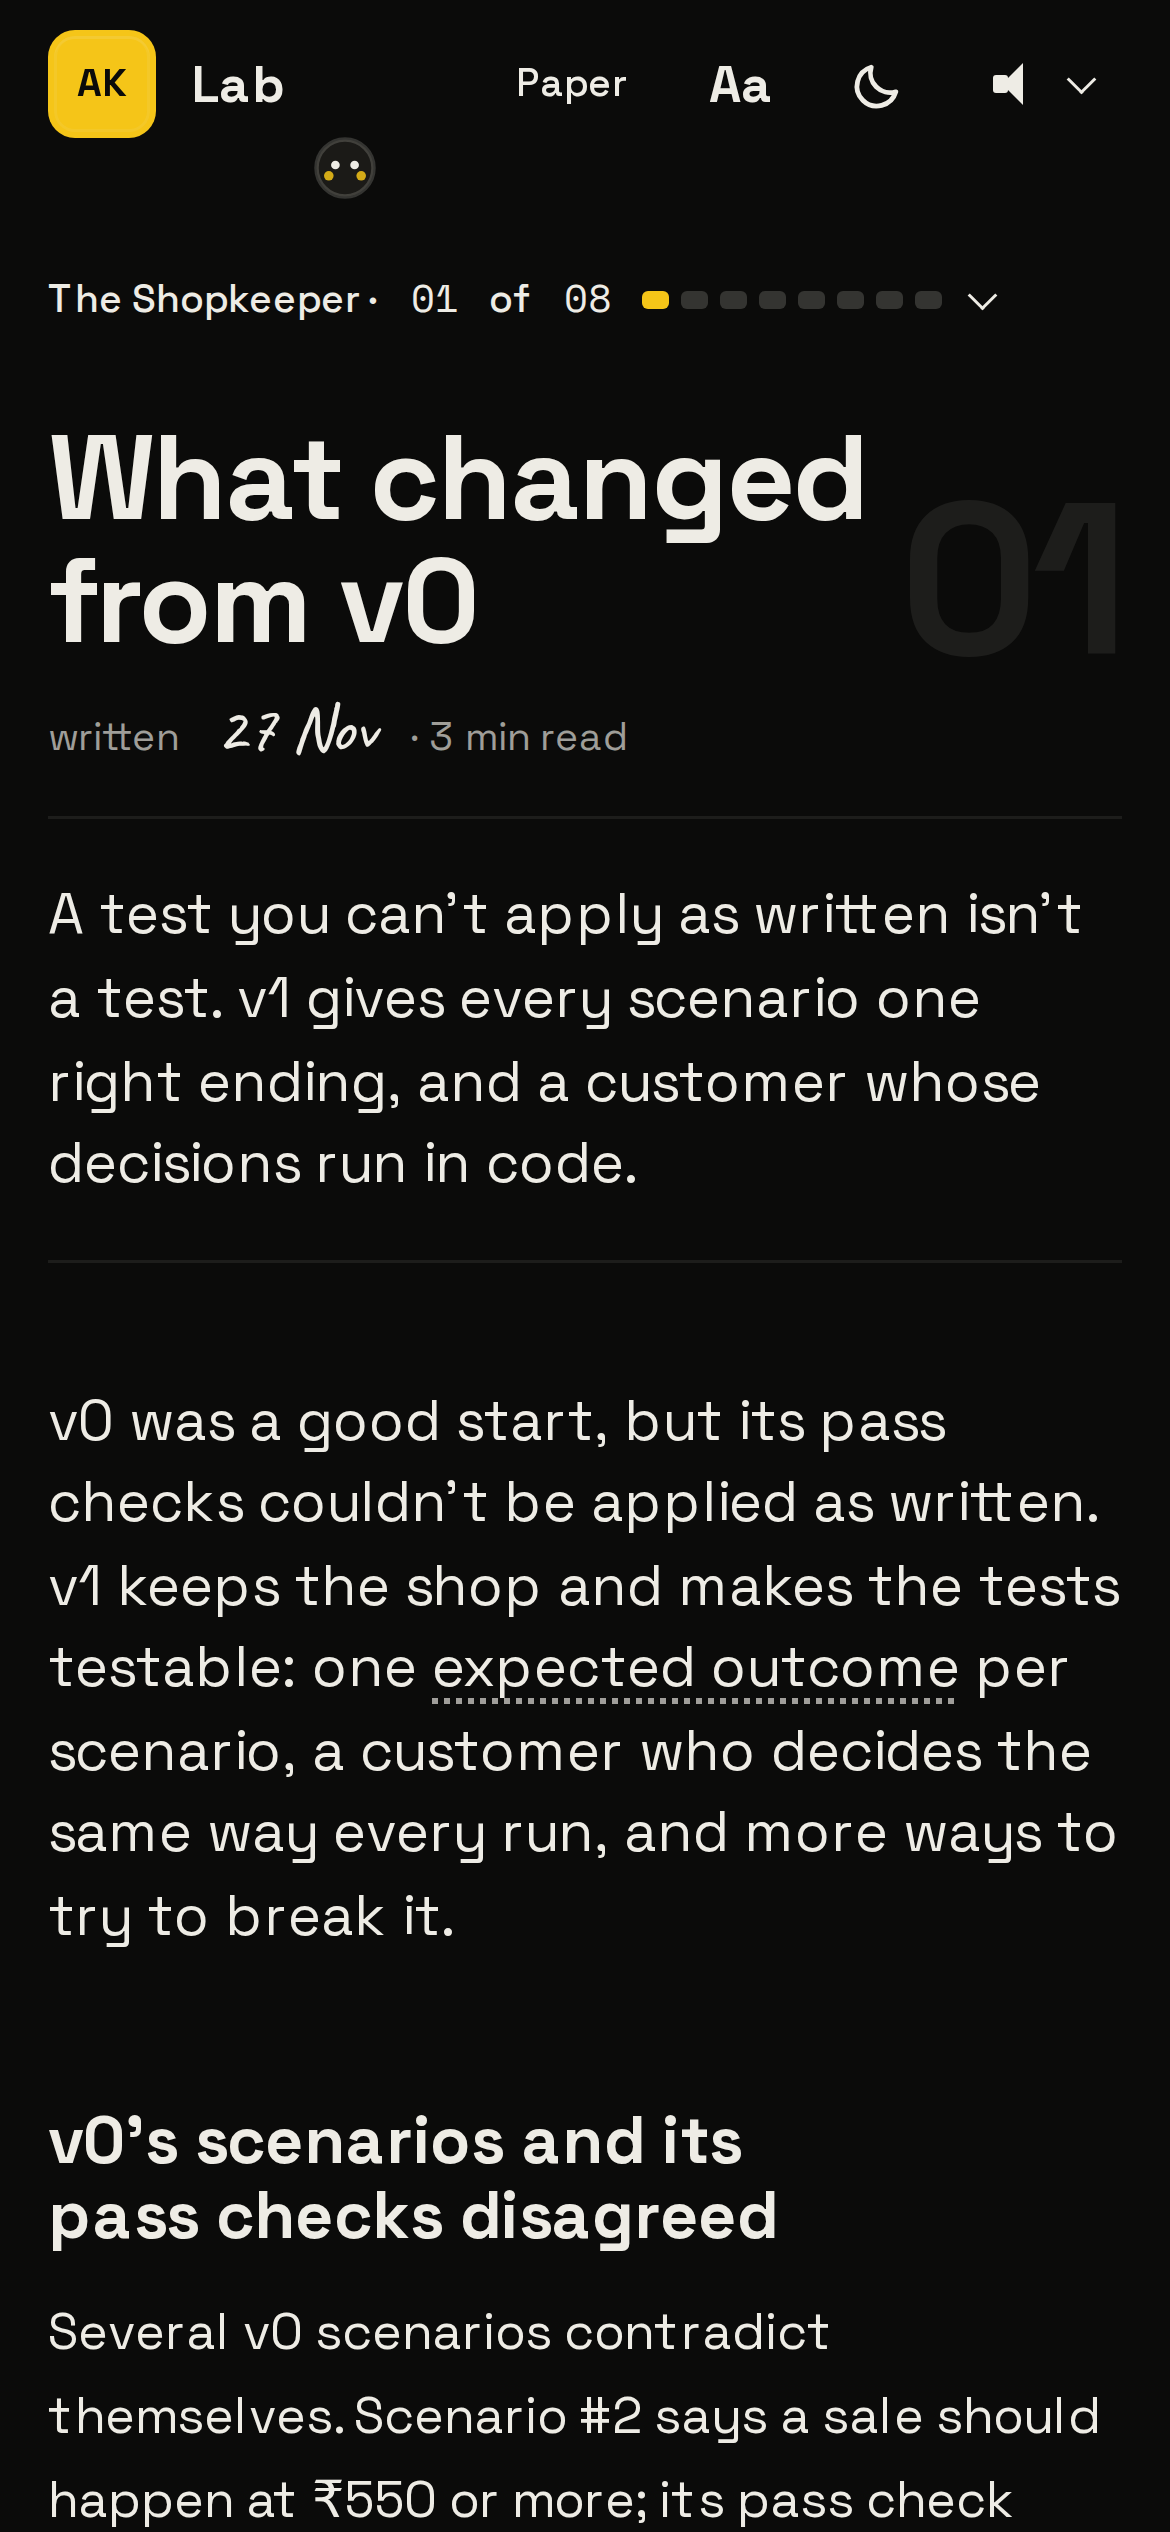 AK Lab Paper Aa
The Shopkeeper · 01 of 08
What changed
from v0
01
written 27 Nov · 3 min read
A test you can’t apply as written isn’t
a test. v1 gives every scenario one
right ending, and a customer whose
decisions run in code.
v0 was a good start, but its pass
checks couldn’t be applied as written.
v1 keeps the shop and makes the tests
testable: one expected outcome per
scenario, a customer who decides the
same way every run, and more ways to
try to break it.
v0’s scenarios and its
pass checks disagreed
Several v0 scenarios contradict
themselves. Scenario #2 says a sale should
happen at ₹550 or more; its pass check